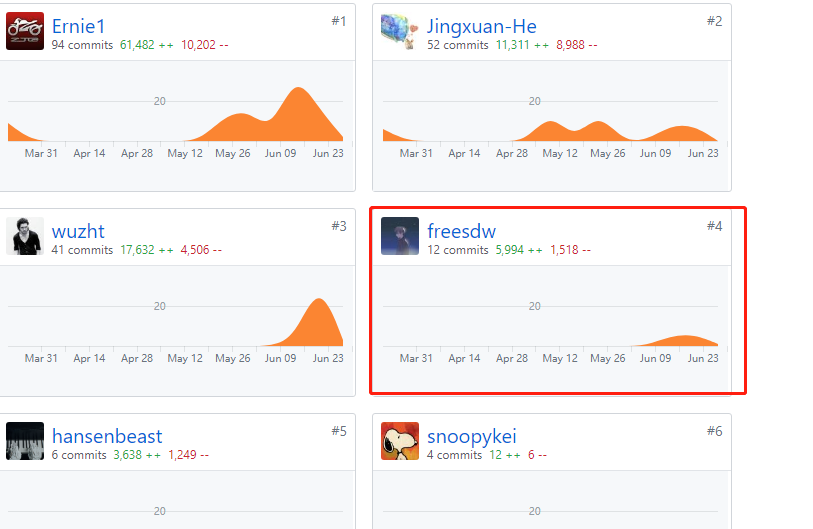 Ernie1 #1
94 commits 61,482 ++ 10,202 --
20
Mar 31 Apr 14 Apr 28 May 12 May 26 Jun 09 Jun 23
Jingxuan-He #2
52 commits 11,311 ++ 8,988 --
20
Mar 31 Apr 14 Apr 28 May 12 May 26 Jun 09 Jun 23
wuzht #3
41 commits 17,632 ++ 4,506 --
20
Mar 31 Apr 14 Apr 28 May 12 May 26 Jun 09 Jun 23
freesdw #4
12 commits 5,994 ++ 1,518 --
20
Mar 31 Apr 14 Apr 28 May 12 May 26 Jun 09 Jun 23
hansenbeast #5
6 commits 3,638 ++ 1,249 --
20
snoopykei #6
4 commits 12 ++ 6 --
20